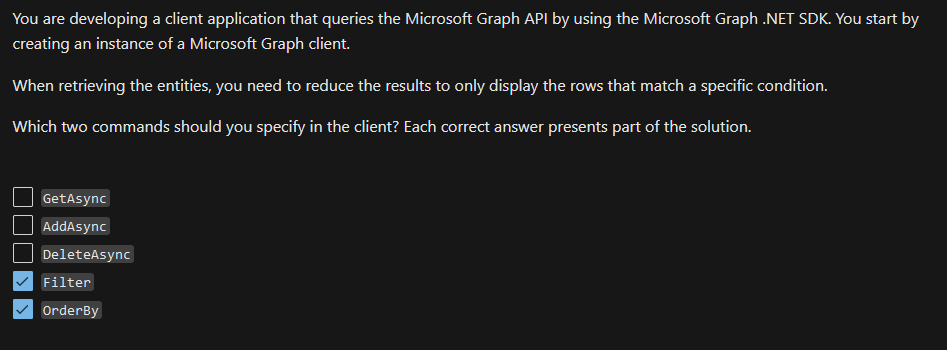 You are developing a client application that queries the Microsoft Graph API by using the Microsoft Graph .NET SDK. You start by
creating an instance of a Microsoft Graph client.
When retrieving the entities, you need to reduce the results to only display the rows that match a specific condition.
Which two commands should you specify in the client? Each correct answer presents part of the solution.
GetAsync
AddAsync
DeleteAsync
Filter
OrderBy